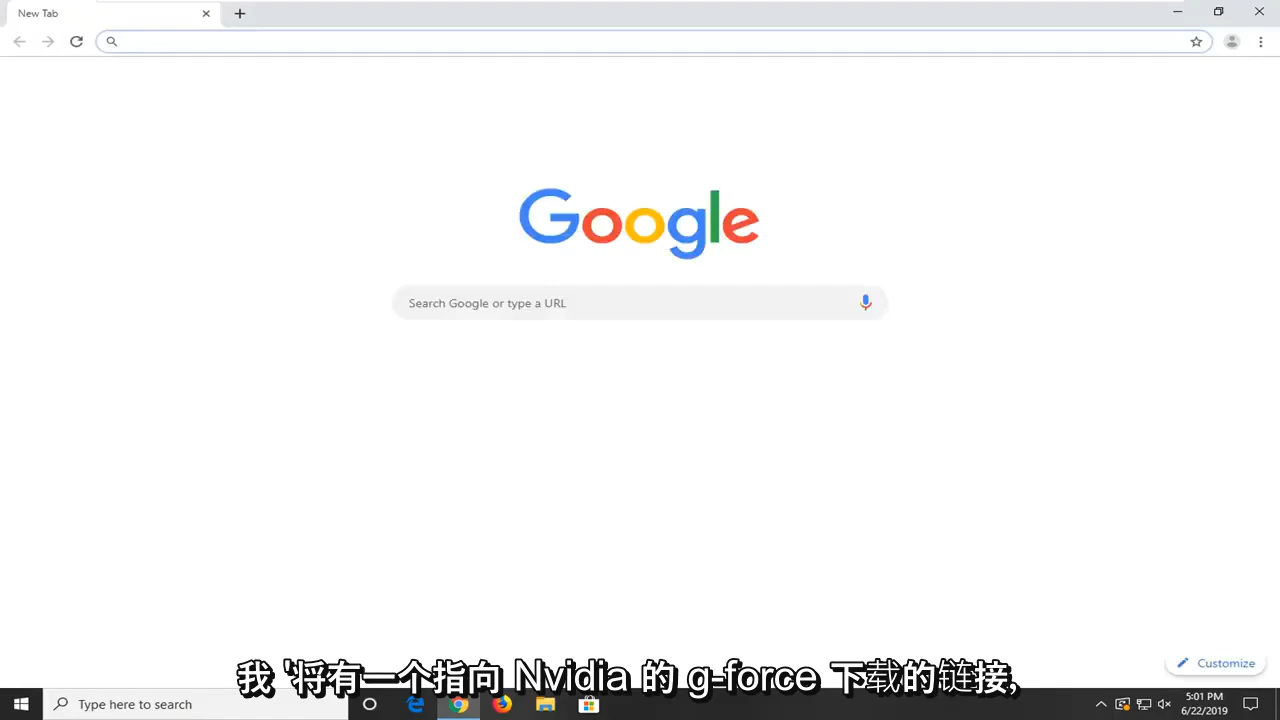 New Tab
Google
Search Google or type a URL
Customize
我 '将有一个指向 Nvidia 的 g-force 下载的链接,
Type here to search
5:01 PM
6/22/2019